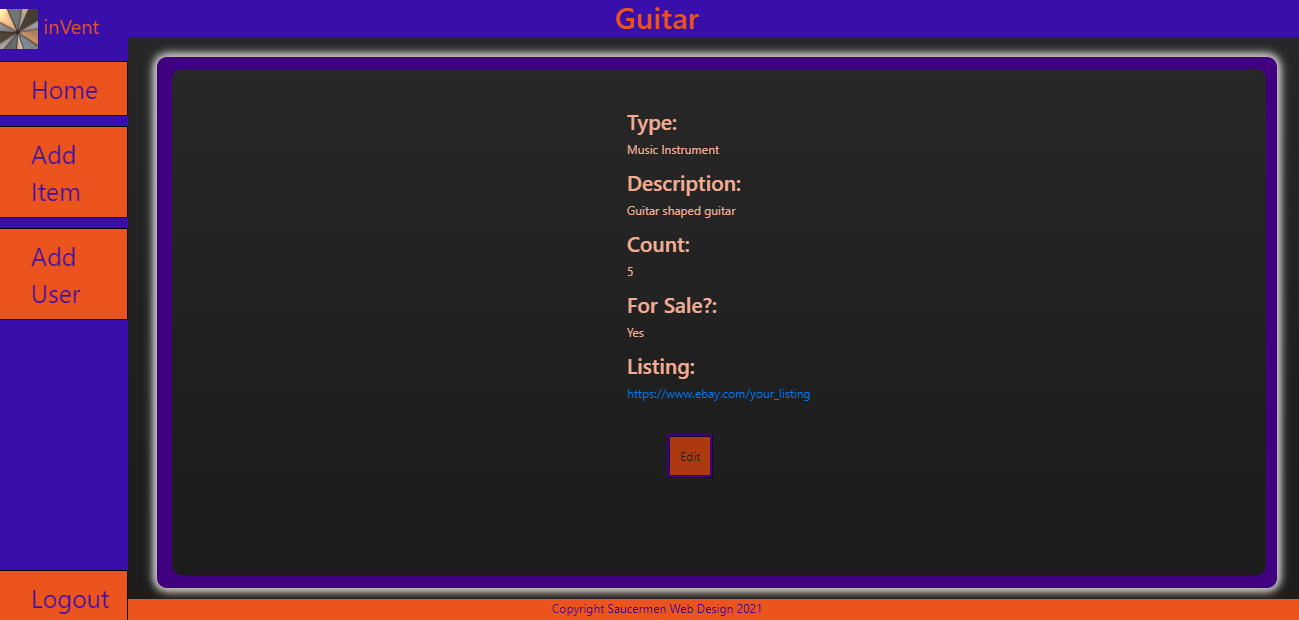 inVent
Guitar
Home
Add
Item
Add
User
Logout
Type:
Music Instrument
Description:
Guitar shaped guitar
Count:
5
For Sale?:
Yes
Listing:
https://www.ebay.com/your_listing
Edit
Copyright Saucermen Web Design 2021